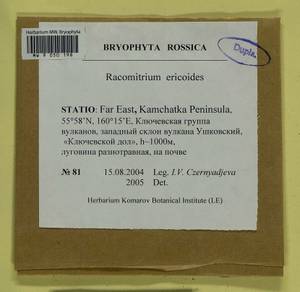 Herbarium MW, Bryophyta
BRYOPHYTA ROSSICA
Dupla.
Racomitrium ericoides
STATIO: Far East, Kamchatka Peninsula,
55°58'N, 160°15'E, Ключевская группа
вулканов, западный склон вулкана Ушковский,
«Ключевской дол», h~1000м,
луговина разнотравная, на почве
№ 81 15.08.2004 Leg. I.V. Czernyadjeva
2005 Det.
Herbarium Komarov Botanical Institute (LE)